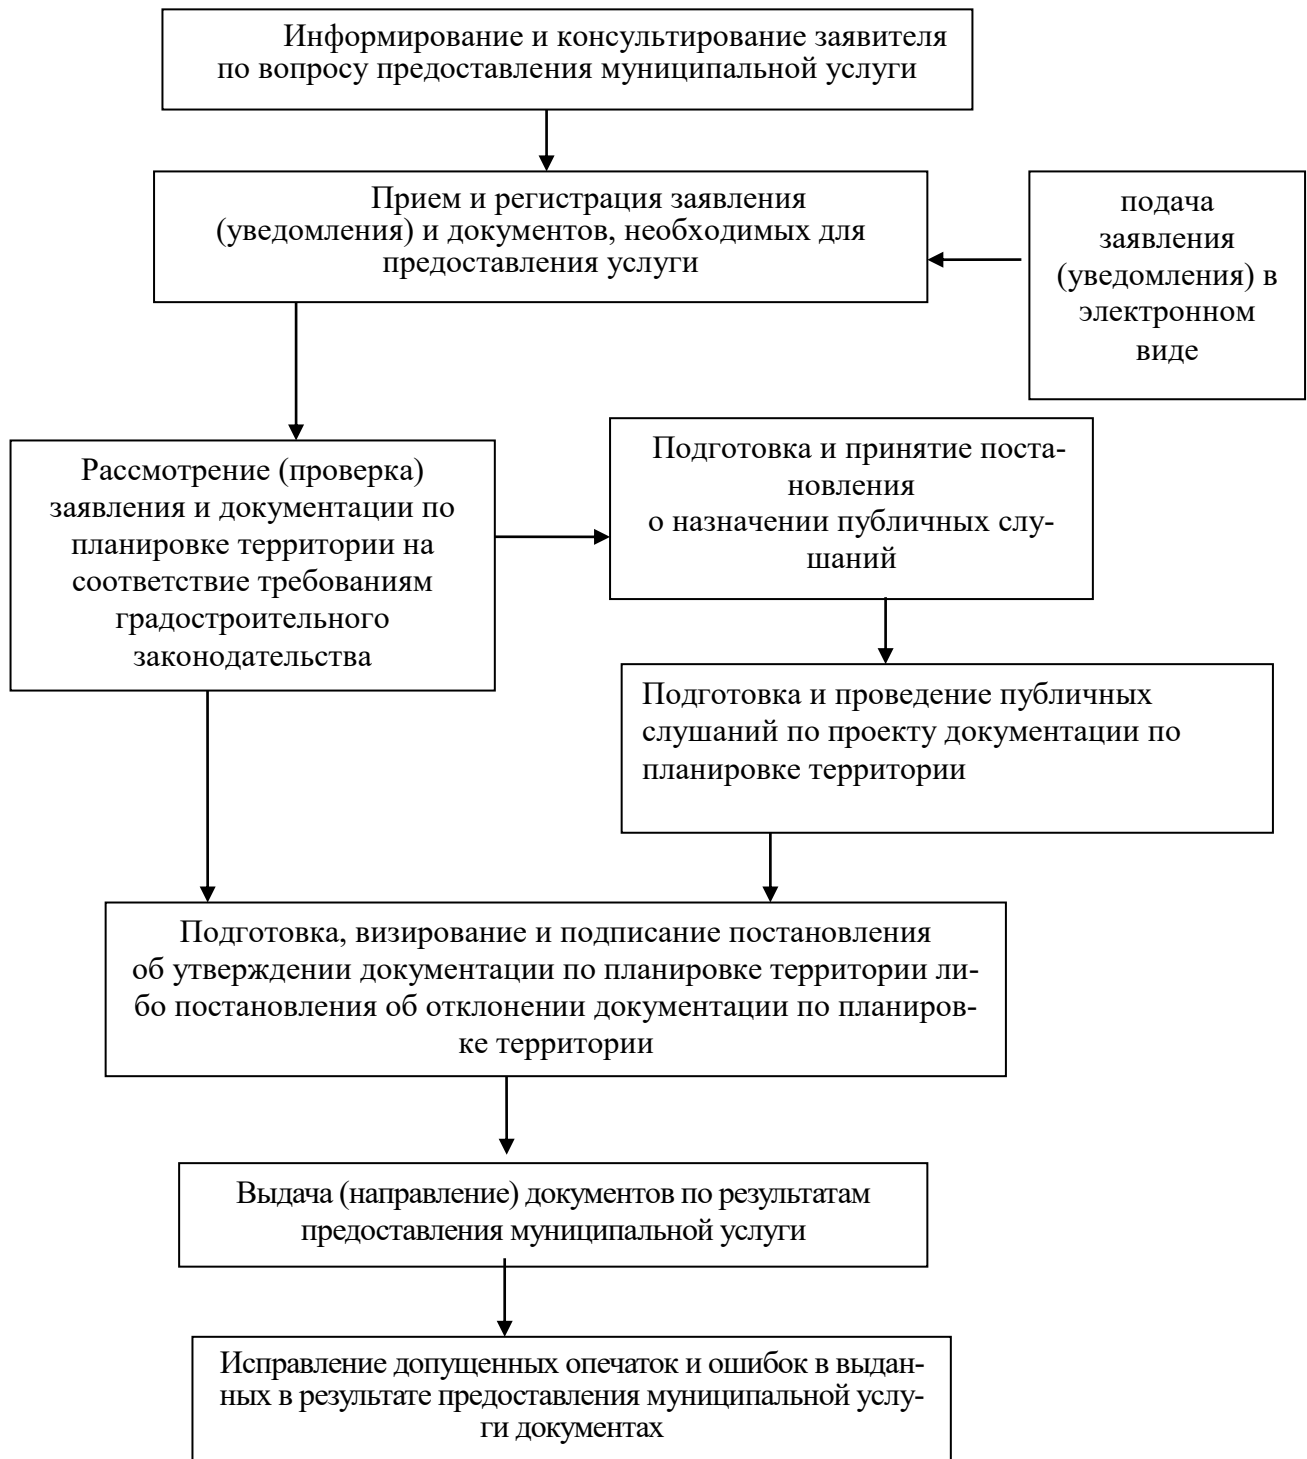 Информирование и консультирование заявителя
по вопросу предоставления муниципальной услуги
Прием и регистрация заявления
(уведомления) и документов, необходимых для
предоставления услуги
подача
заявления
(уведомления) в
электронном
виде
Рассмотрение (проверка)
заявления и документации по
планировке территории на
соответствие требованиям
градостроительного
законодательства
Подготовка и принятие поста-
новления
о назначении публичных слу-
шаний
Подготовка и проведение публичных
слушаний по проекту документации по
планировке территории
Подготовка, визирование и подписание постановления
об утверждении документации по планировке территории ли-
бо постановления об отклонении документации по планиров-
ке территории
Выдача (направление) документов по результатам
предоставления муниципальной услуги
Исправление допущенных опечаток и ошибок в выдан-
ных в результате предоставления муниципальной услу-
ги документах